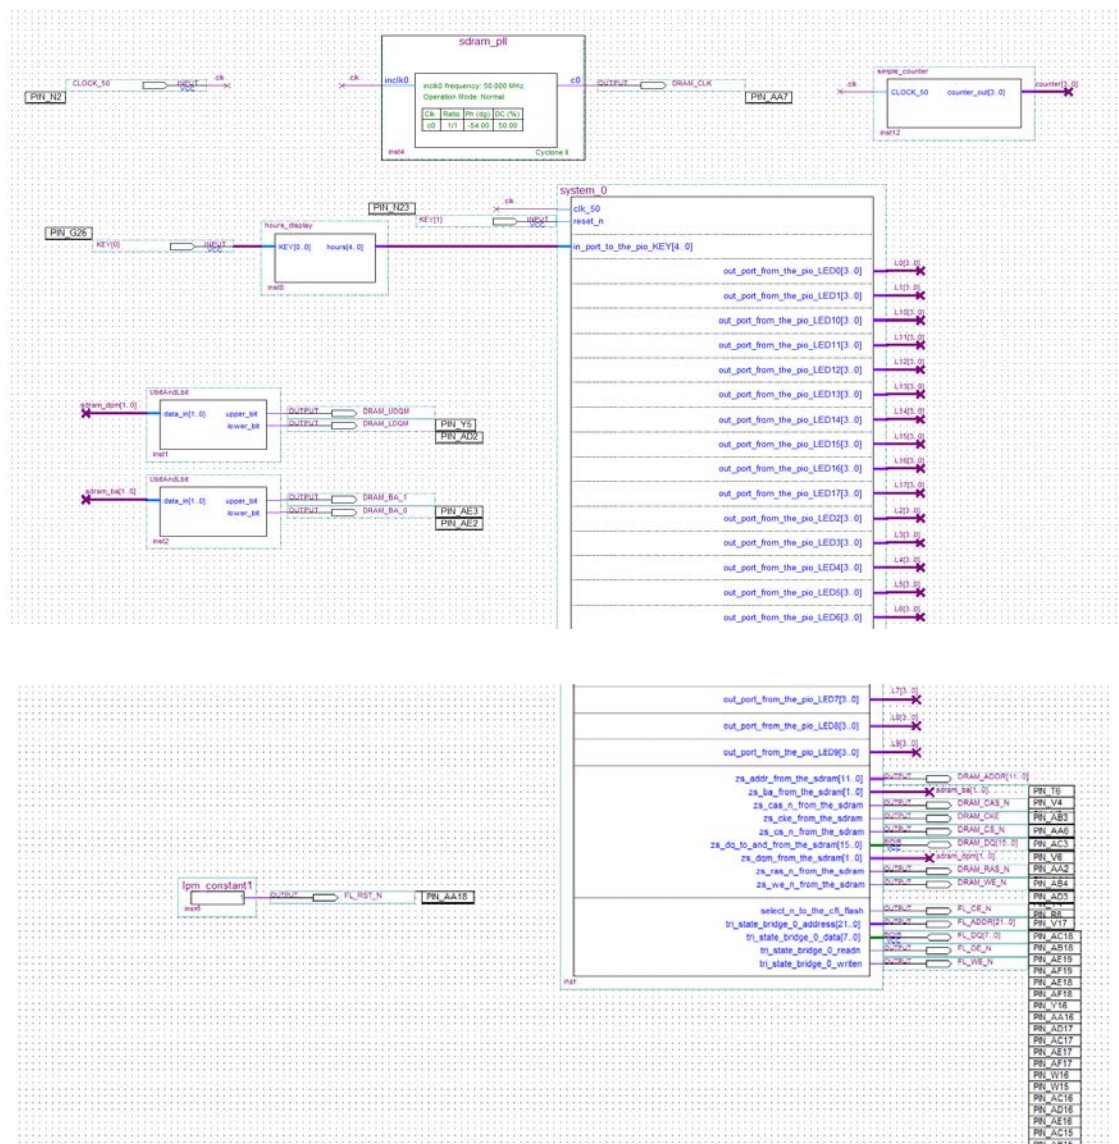 sdram_pll
CLOCK_50 INPUT VCC clk
PIN_N2
clk inclk0 c0 OUTPUT DRAM_CLK
PIN_AA7
inclk0 frequency: 50.000 MHz
Operation Mode: Normal
Clk Ratio Ph (dg) DC (%)
c0 1/1 -54.00 50.00
inst4 Cyclone II
simple_counter
clk CLOCK_50 counter_out[3..0] counter[3..0]
inst12
system_0
PIN_N23
clk clk_50
KEY[1] INPUT VCC reset_n
PIN_G26
hours_display
KEY[0] INPUT VCC KEY[0..0] hours[4..0] in_port_to_the_pio_KEY[4..0]
out_port_from_the_pio_LED0[3..0] L0[3..0]
out_port_from_the_pio_LED1[3..0] L1[3..0]
out_port_from_the_pio_LED10[3..0] L10[3..0]
out_port_from_the_pio_LED11[3..0] L11[3..0]
out_port_from_the_pio_LED12[3..0] L12[3..0]
out_port_from_the_pio_LED13[3..0] L13[3..0]
out_port_from_the_pio_LED14[3..0] L14[3..0]
out_port_from_the_pio_LED15[3..0] L15[3..0]
out_port_from_the_pio_LED16[3..0] L16[3..0]
out_port_from_the_pio_LED17[3..0] L17[3..0]
out_port_from_the_pio_LED2[3..0] L2[3..0]
out_port_from_the_pio_LED3[3..0] L3[3..0]
out_port_from_the_pio_LED4[3..0] L4[3..0]
out_port_from_the_pio_LED5[3..0] L5[3..0]
out_port_from_the_pio_LED6[3..0] L6[3..0]
UbitAndLbit
sdram_dpm[1..0] data_in[1..0] upper_bit OUTPUT DRAM_UDQM
lower_bit OUTPUT DRAM_LDQM
PIN_Y5
PIN_AD2
inst1
UbitAndLbit
sdram_ba[1..0] data_in[1..0] upper_bit OUTPUT DRAM_BA_1
lower_bit OUTPUT DRAM_BA_0
PIN_AE3
PIN_AE2
inst2
out_port_from_the_pio_LED7[3..0] L7[3..0]
out_port_from_the_pio_LED8[3..0] L8[3..0]
out_port_from_the_pio_LED9[3..0] L9[3..0]
zs_addr_from_the_sdram[11..0] OUTPUT DRAM_ADDR[11..0]
zs_ba_from_the_sdram[1..0] sdram_ba[1..0] PIN_T6
zs_cas_n_from_the_sdram OUTPUT DRAM_CAS_N PIN_V4
zs_cke_from_the_sdram OUTPUT DRAM_CKE PIN_AB3
zs_cs_n_from_the_sdram OUTPUT DRAM_CS_N PIN_AA6
zs_dq_to_and_from_the_sdram[15..0] BIDIR VCC DRAM_DQ[15..0] PIN_AC3
zs_dqm_from_the_sdram[1..0] sdram_dpm[1..0] PIN_V6
zs_ras_n_from_the_sdram OUTPUT DRAM_RAS_N PIN_AA2
zs_we_n_from_the_sdram OUTPUT DRAM_WE_N PIN_AB4
PIN_AD3
lpm_constant1
OUTPUT FL_RST_N PIN_AA18
select_n_to_the_cfi_flash OUTPUT FL_CE_N
tri_state_bridge_0_address[21..0] OUTPUT FL_ADDR[21..0] PIN_V17
tri_state_bridge_0_data[7..0] BIDIR VCC FL_DQ[7..0] PIN_AC18
tri_state_bridge_0_readn OUTPUT FL_OE_N PIN_AB18
tri_state_bridge_0_writen OUTPUT FL_WE_N PIN_AE19
PIN_AF19
inst PIN_AE18
PIN_AF18
PIN_Y16
PIN_AA16
PIN_AD17
PIN_AC17
PIN_AE17
PIN_AF17
PIN_W16
PIN_W15
PIN_AC16
PIN_AD16
PIN_AE16
PIN_AC15